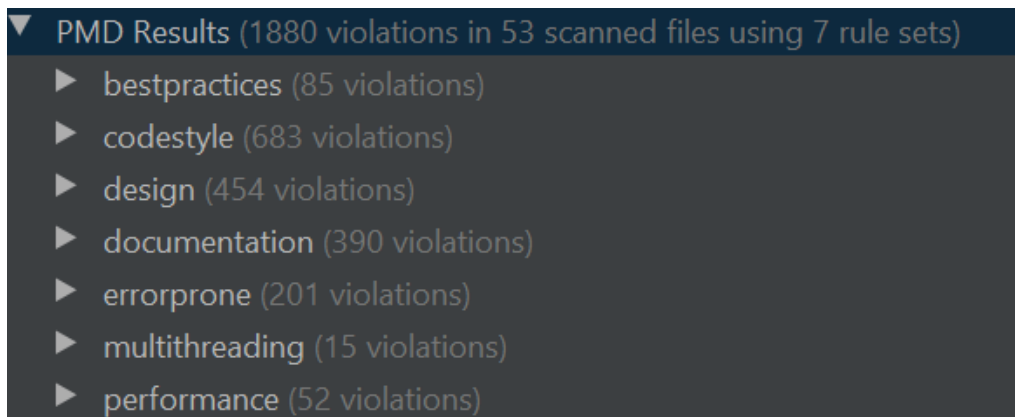 PMD Results (1880 violations in 53 scanned files using 7 rule sets)
bestpractices (85 violations)
codestyle (683 violations)
design (454 violations)
documentation (390 violations)
errorprone (201 violations)
multithreading (15 violations)
performance (52 violations)